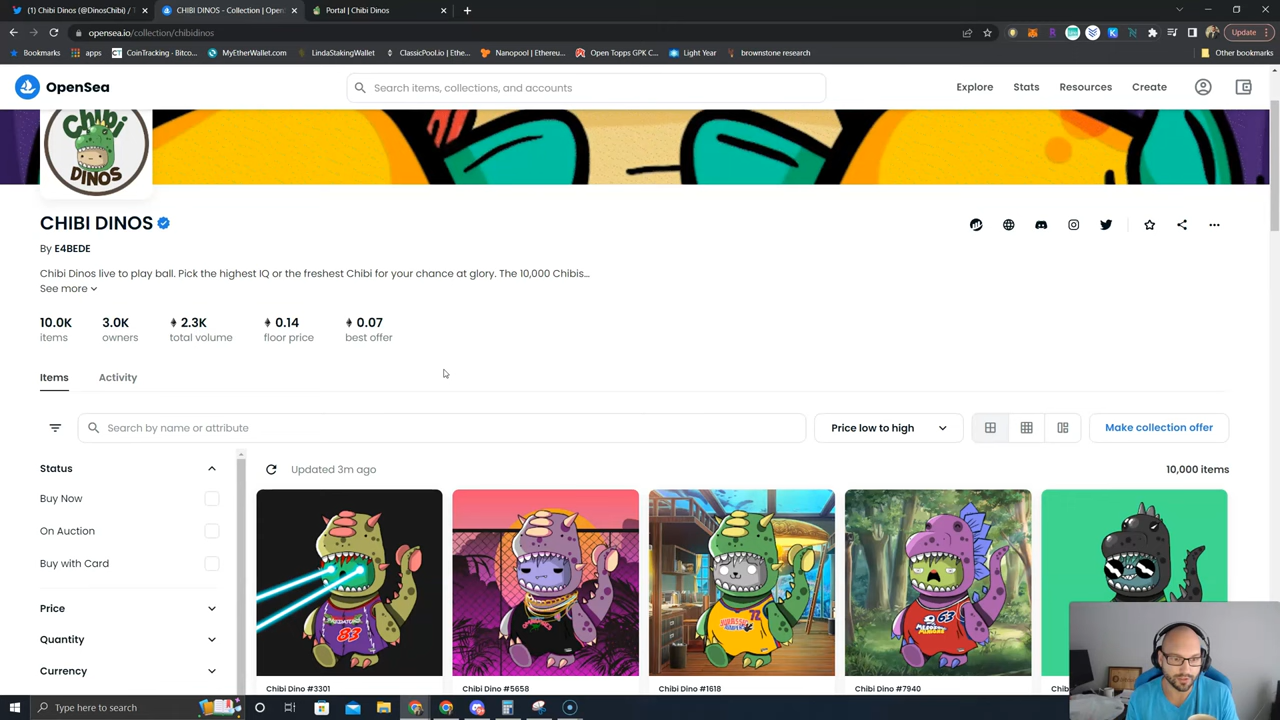 (1) Chibi Dinos (@DinosChibi) / T
CHIBI DINOS - Collection | Open
Portal | Chibi Dinos
opensea.io/collection/chibidinos
Update
Bookmarks
apps
CoinTracking - Bitco...
MyEtherWallet.com
LindaStakingWallet
ClassicPool.io | Ethe...
Nanopool | Ethereu...
Open Topps GPK C...
Light Year
brownstone research
Other bookmarks
OpenSea
Search items, collections, and accounts
Explore
Stats
Resources
Create
Chibi
DINOS
CHIBI DINOS
By E4BEDE
Chibi Dinos live to play ball. Pick the highest IQ or the freshest Chibi for your chance at glory. The 10,000 Chibis...
See more
10.0K
items
3.0K
owners
2.3K
total volume
0.14
floor price
0.07
best offer
Items
Activity
Search by name or attribute
Price low to high
Make collection offer
Status
Updated 3m ago
10,000 items
Buy Now
On Auction
Buy with Card
Price
Quantity
Currency
83
72
63
Chibi Dino #3301
Chibi Dino #5658
Chibi Dino #1618
Chibi Dino #7940
Type here to search